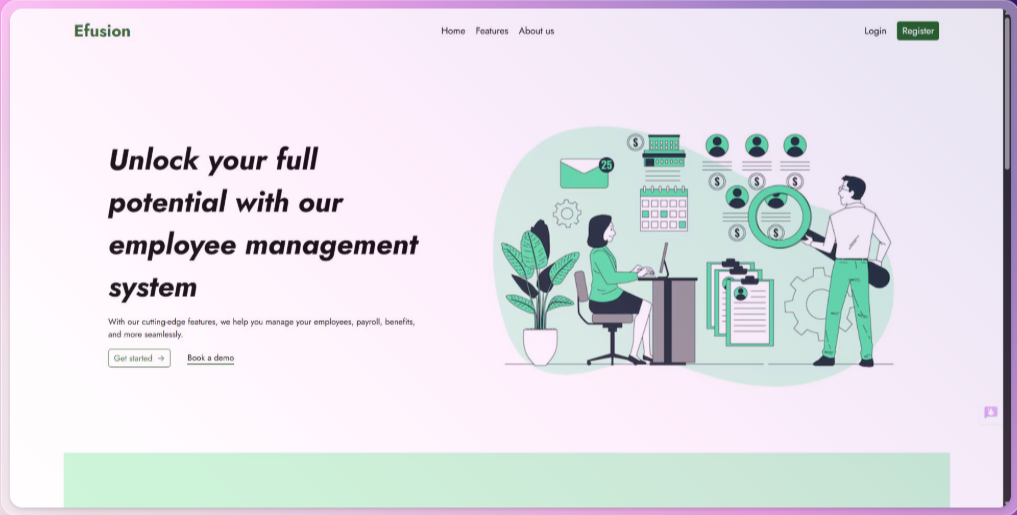 Efusion
Home Features About us
Login Register
Unlock your full
potential with our
employee management
system
With our cutting-edge features, we help you manage your employees, payroll, benefits,
and more seamlessly.
Get started →
Book a demo
25
$
$ $ $
$ $